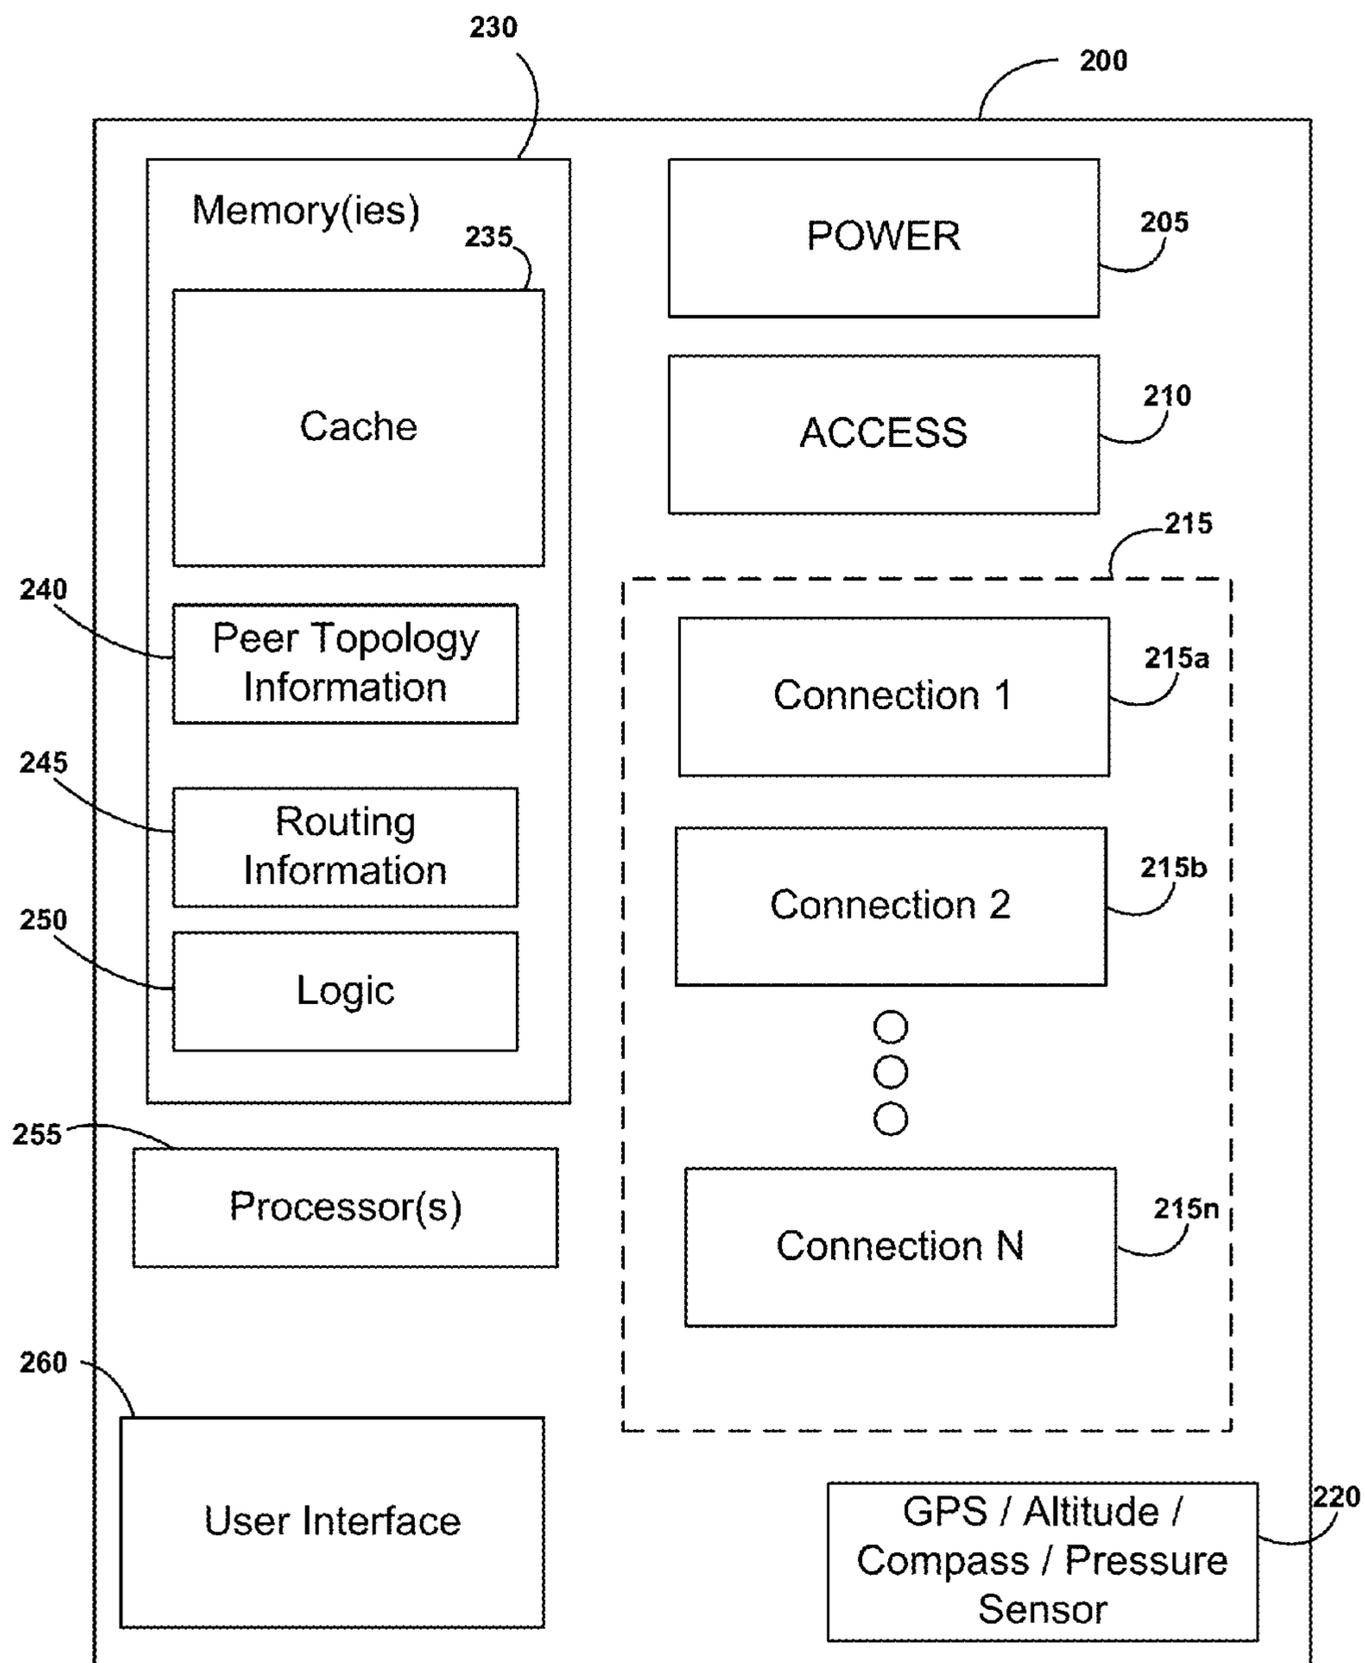 230
200
Memory(ies)
235
POWER
205
Cache
ACCESS
210
215
240
Peer Topology
Information
Connection 1
215a
245
Routing
Information
Connection 2
215b
250
Logic
255
Processor(s)
Connection N
215n
260
User Interface
GPS / Altitude /
Compass / Pressure
Sensor
220